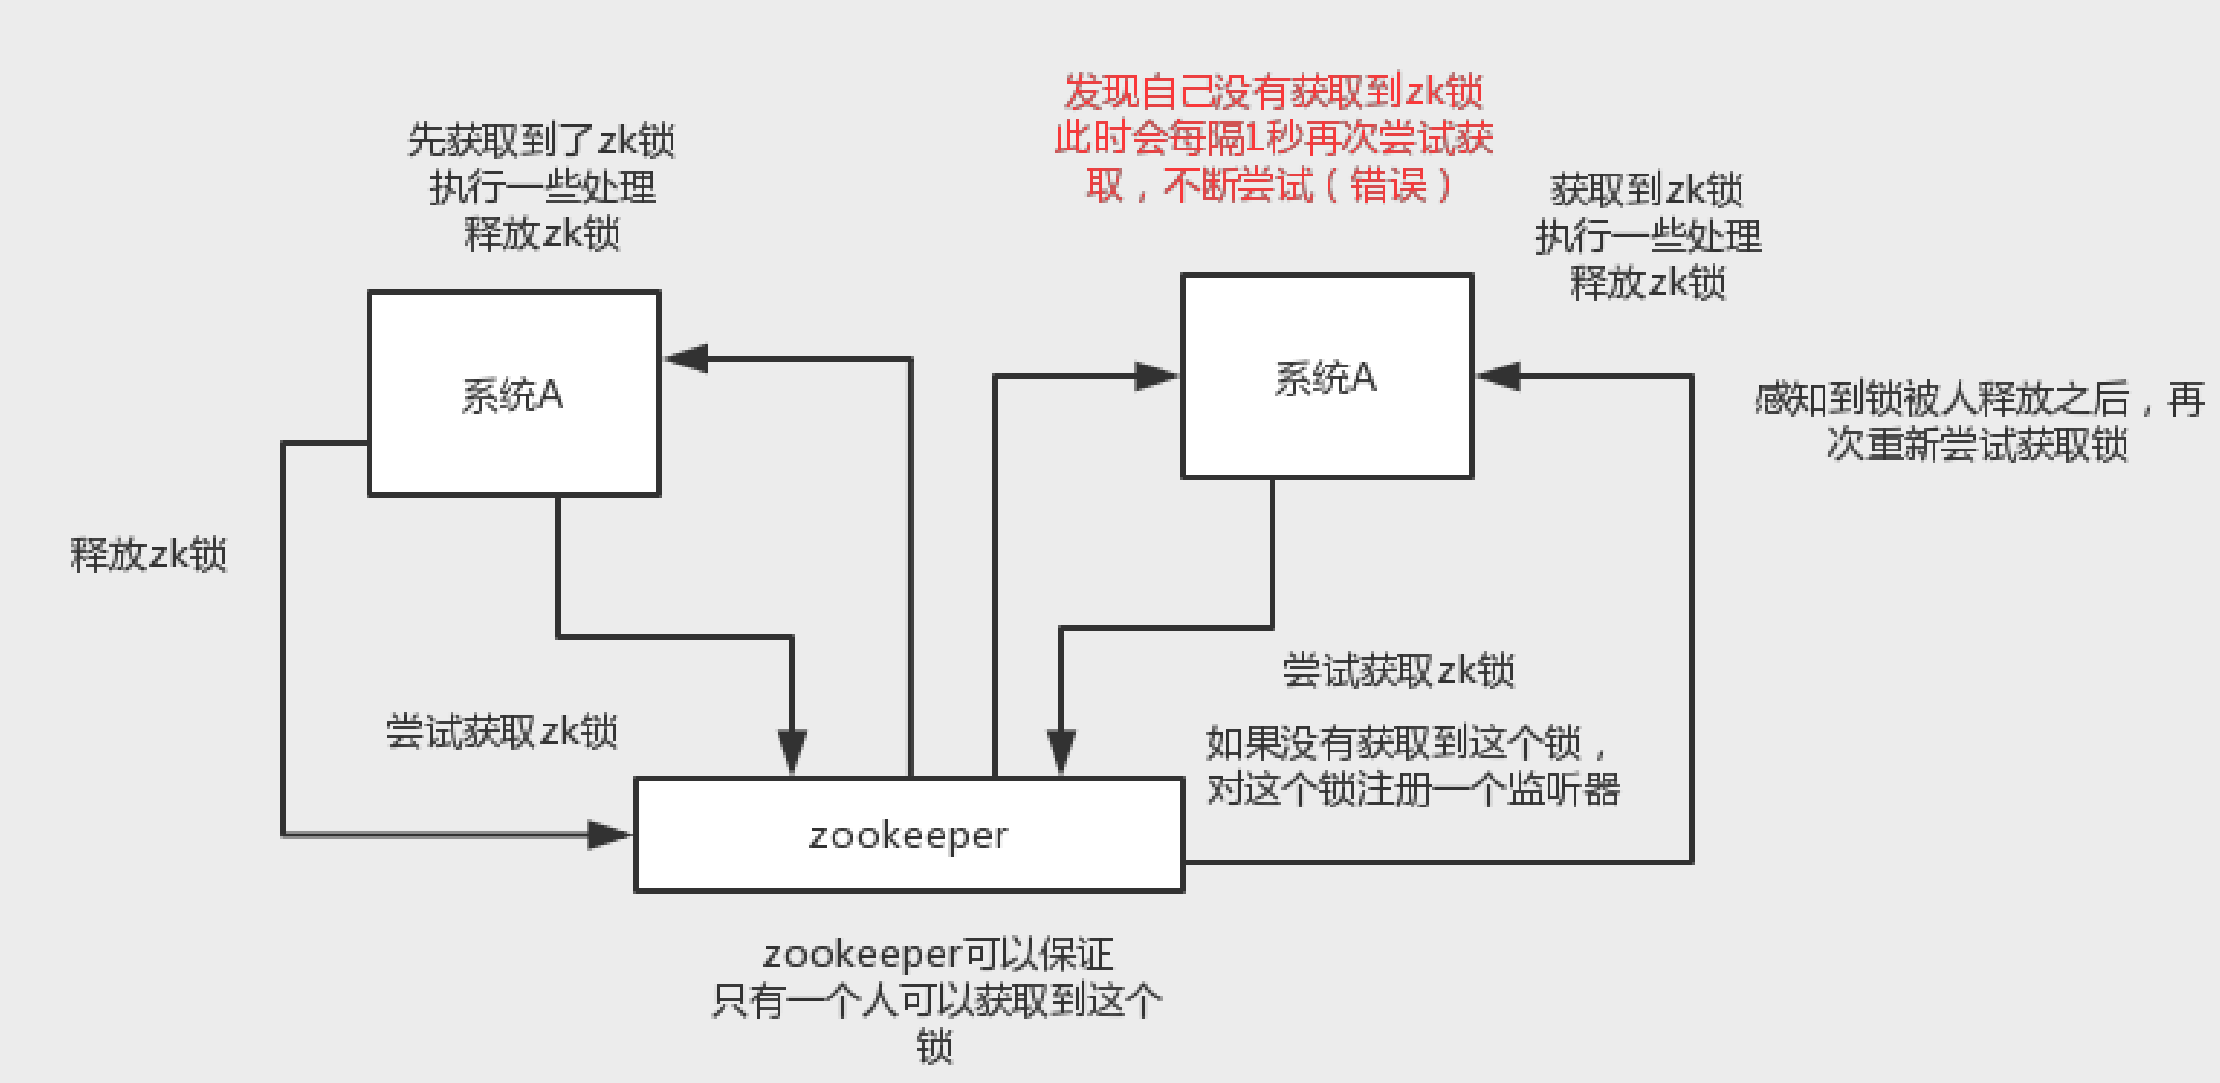 发现自己没有获取到zk锁
此时会每隔1秒再次尝试获
取，不断尝试（错误）
先获取到了zk锁
执行一些处理
释放zk锁
获取到zk锁
执行一些处理
释放zk锁
系统A
系统A
感知到锁被人释放之后，再
次重新尝试获取锁
释放zk锁
尝试获取zk锁
尝试获取zk锁
如果没有获取到这个锁，
对这个锁注册一个监听器
zookeeper
zookeeper可以保证
只有一个人可以获取到这个
锁